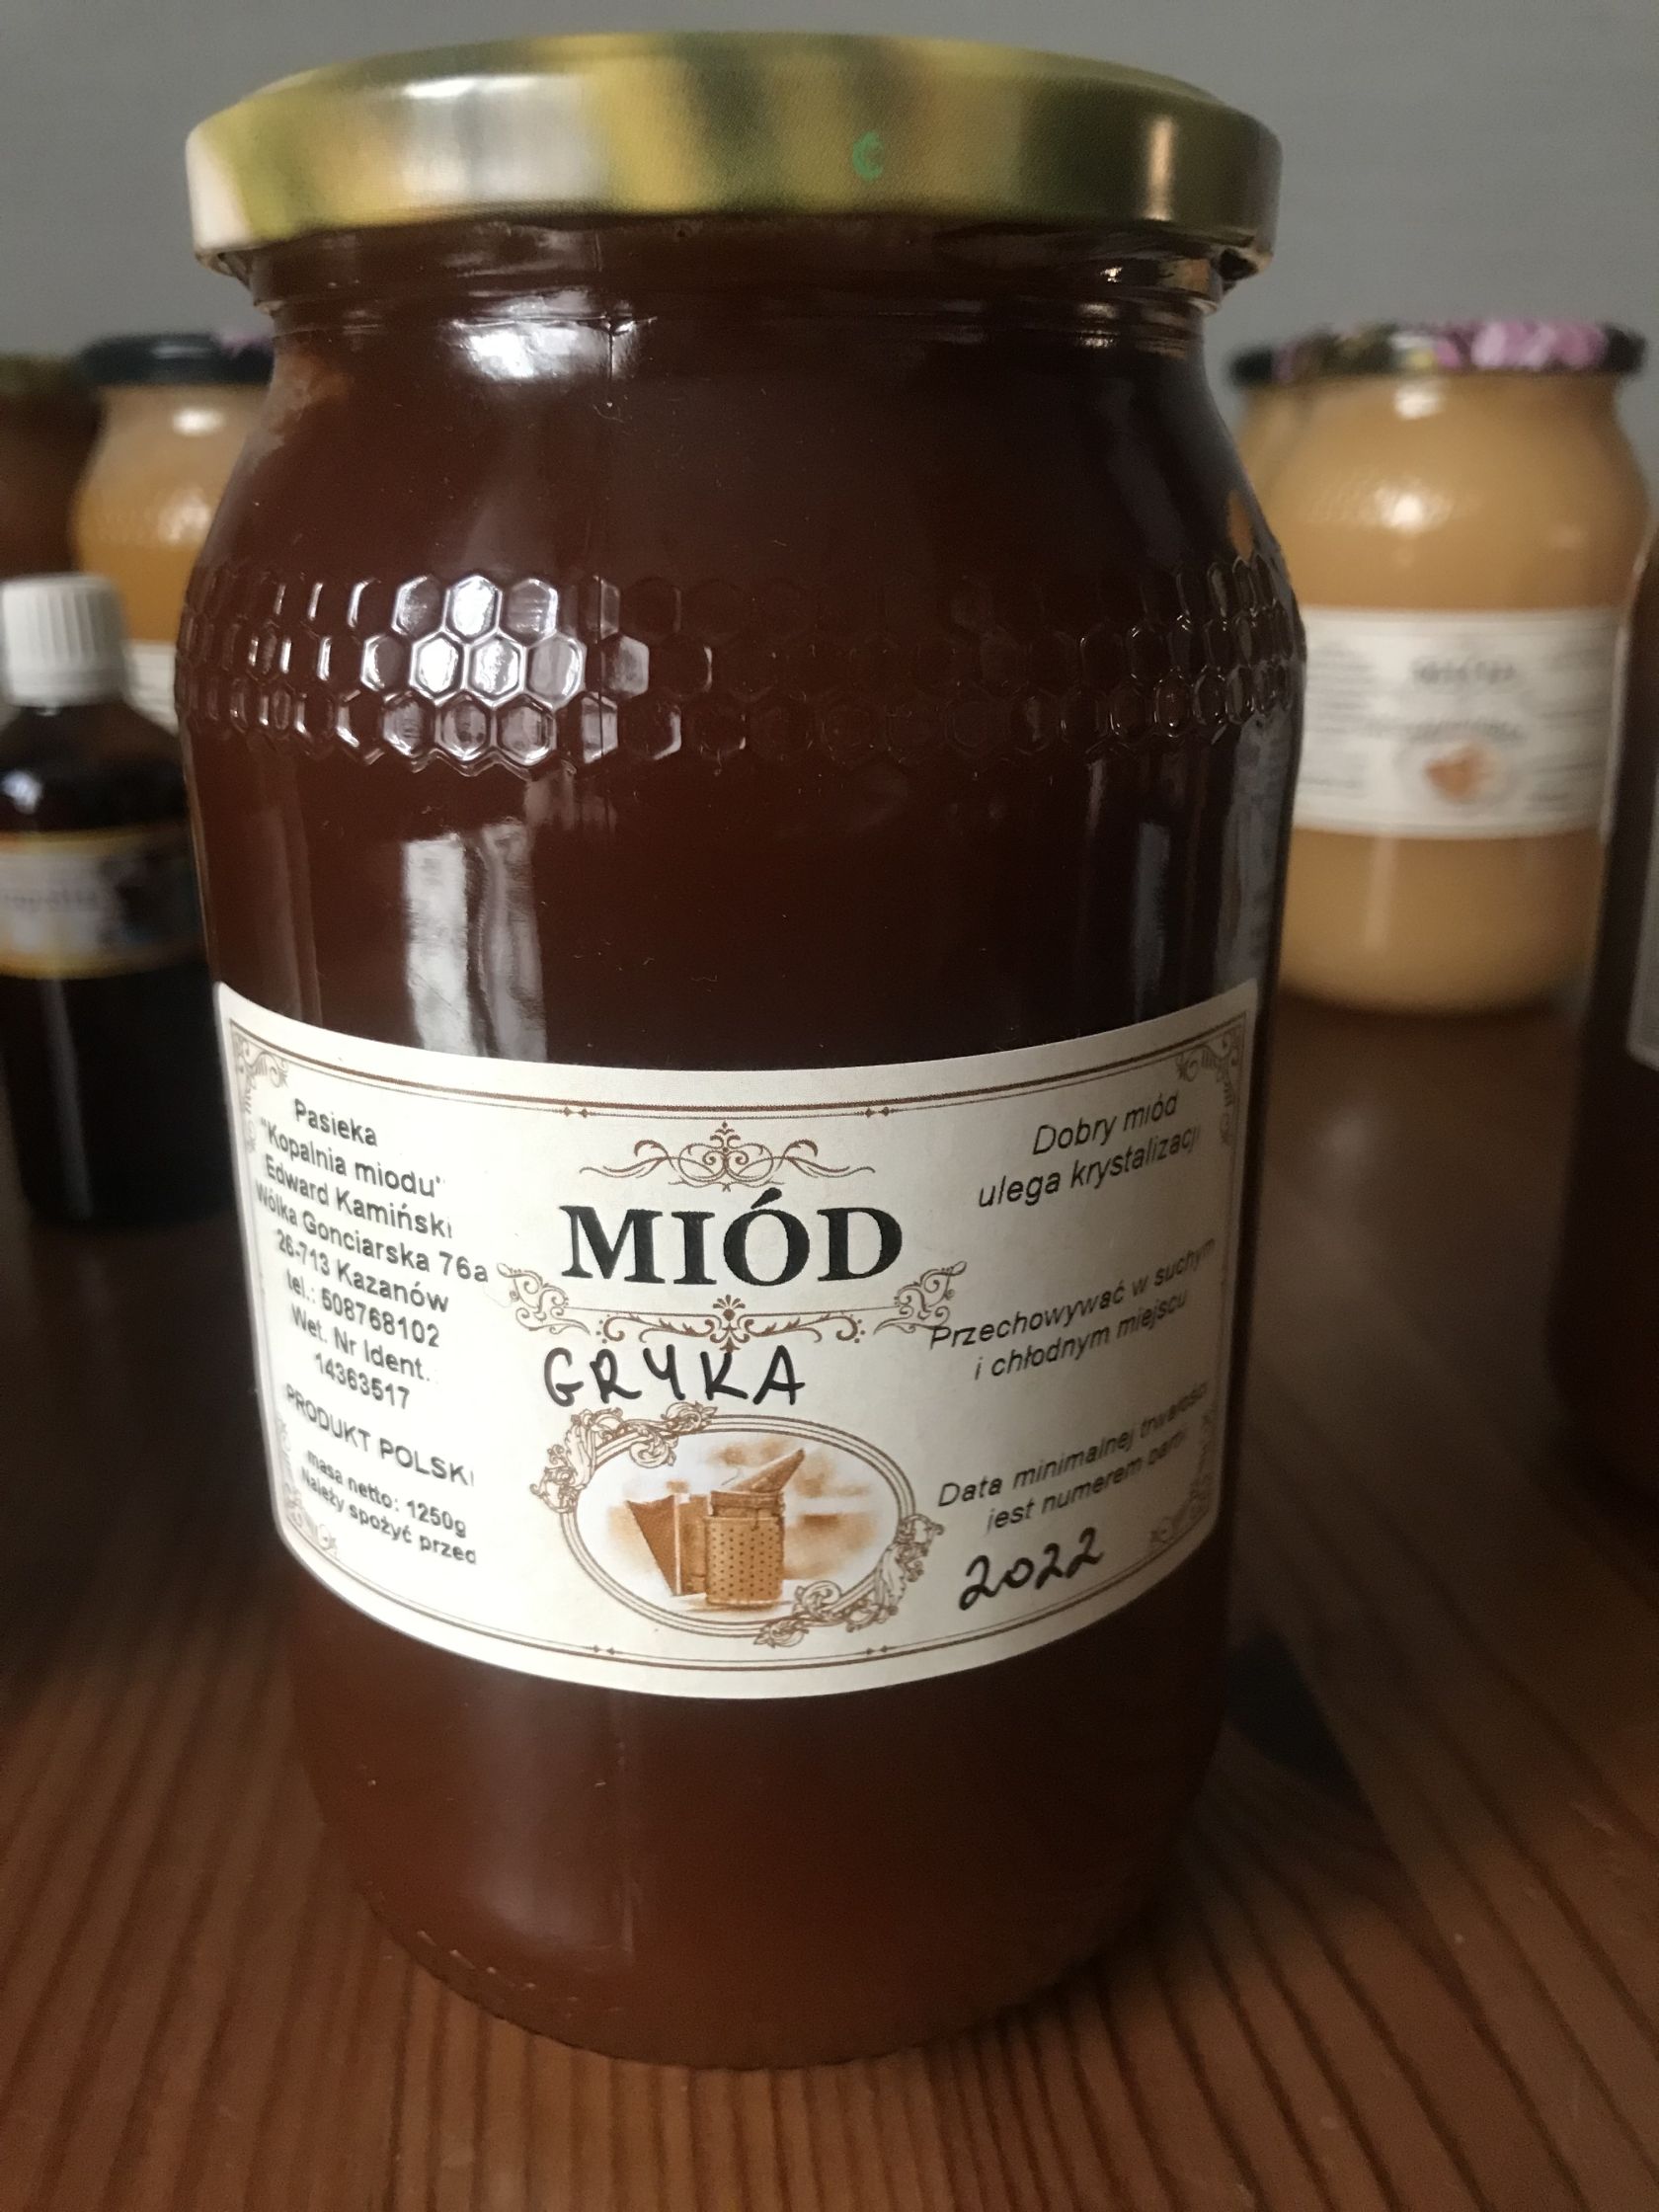 Pasieka
"Kopalnia miodu"
Edward Kamiński
Wólka Gonciarska 76a
26-713 Kazanów
tel.: 508768102
Wet. Nr Ident.
14363517
PRODUKT POLSKI
masa netto: 1250g
Należy spożyć przed
MIÓD
GRYKA
Dobry miód
ulega krystalizacji
Przechowywać w suchym
i chłodnym miejscu
Data minimalnej trwałości
jest numerem partii
2022